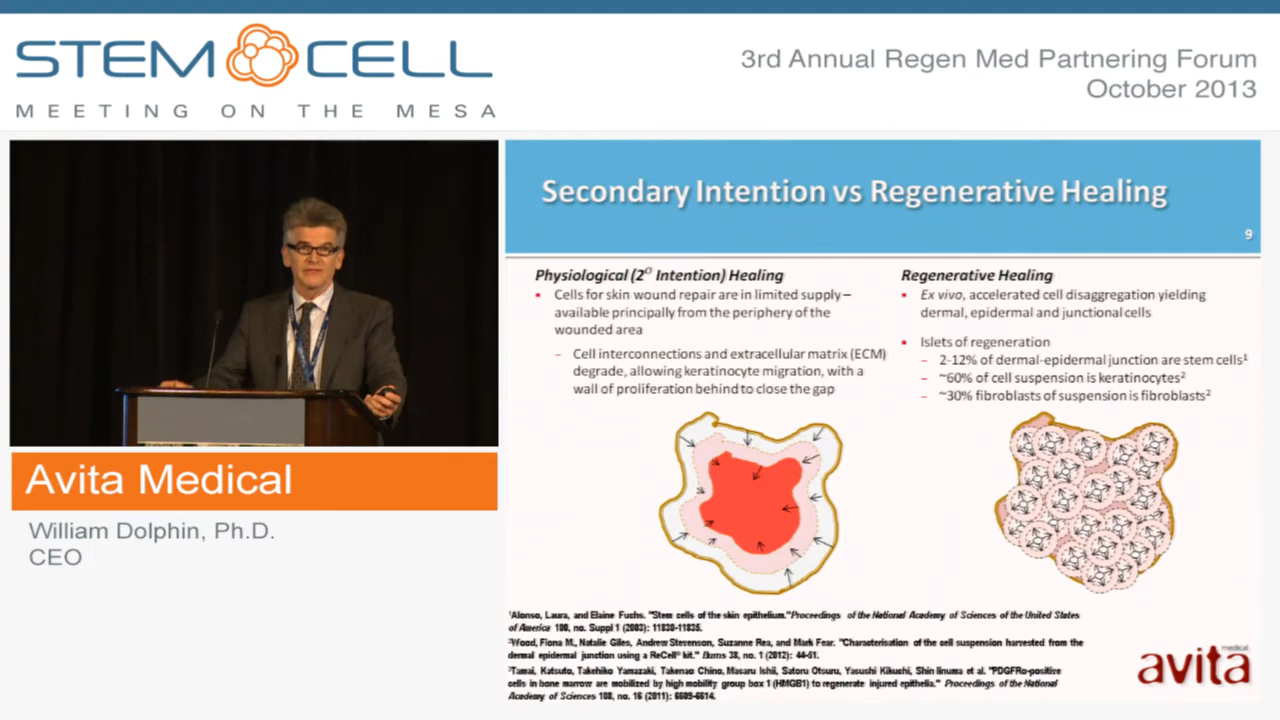 STEM CELL
MEETING ON THE MESA
3rd Annual Regen Med Partnering Forum
October 2013
Avita Medical
William Dolphin, Ph.D.
CEO
Secondary Intention vs Regenerative Healing
9
Physiological (2º Intention) Healing
▪ Cells for skin wound repair are in limited supply –
available principally from the periphery of the
wounded area
– Cell interconnections and extracellular matrix (ECM)
degrade, allowing keratinocyte migration, with a
wall of proliferation behind to close the gap
Regenerative Healing
▪ Ex vivo, accelerated cell disaggregation yielding
dermal, epidermal and junctional cells
▪ Islets of regeneration
– 2-12% of dermal-epidermal junction are stem cells¹
– ~60% of cell suspension is keratinocytes²
– ~30% fibroblasts of suspension is fibroblasts²
¹Alonso, Laura, and Elaine Fuchs. "Stem cells of the skin epithelium." Proceedings of the National Academy of Sciences of the United States
of America 100, no. Suppl 1 (2003): 11830-11835.
²Wood, Fiona M., Natalie Giles, Andrew Stevenson, Suzanne Rea, and Mark Fear. "Characterisation of the cell suspension harvested from the
dermal epidermal junction using a ReCell® kit." Burns 38, no. 1 (2012): 44-51.
³Tamai, Katsuto, Takehiko Yamazaki, Takenao Chino, Masaru Ishii, Satoru Otsuru, Yasushi Kikuchi, Shin Iinuma et al. "PDGFRα-positive
cells in bone marrow are mobilized by high mobility group box 1 (HMGB1) to regenerate injured epithelia." Proceedings of the National
Academy of Sciences 108, no. 16 (2011): 6609-6614.
medical
avita